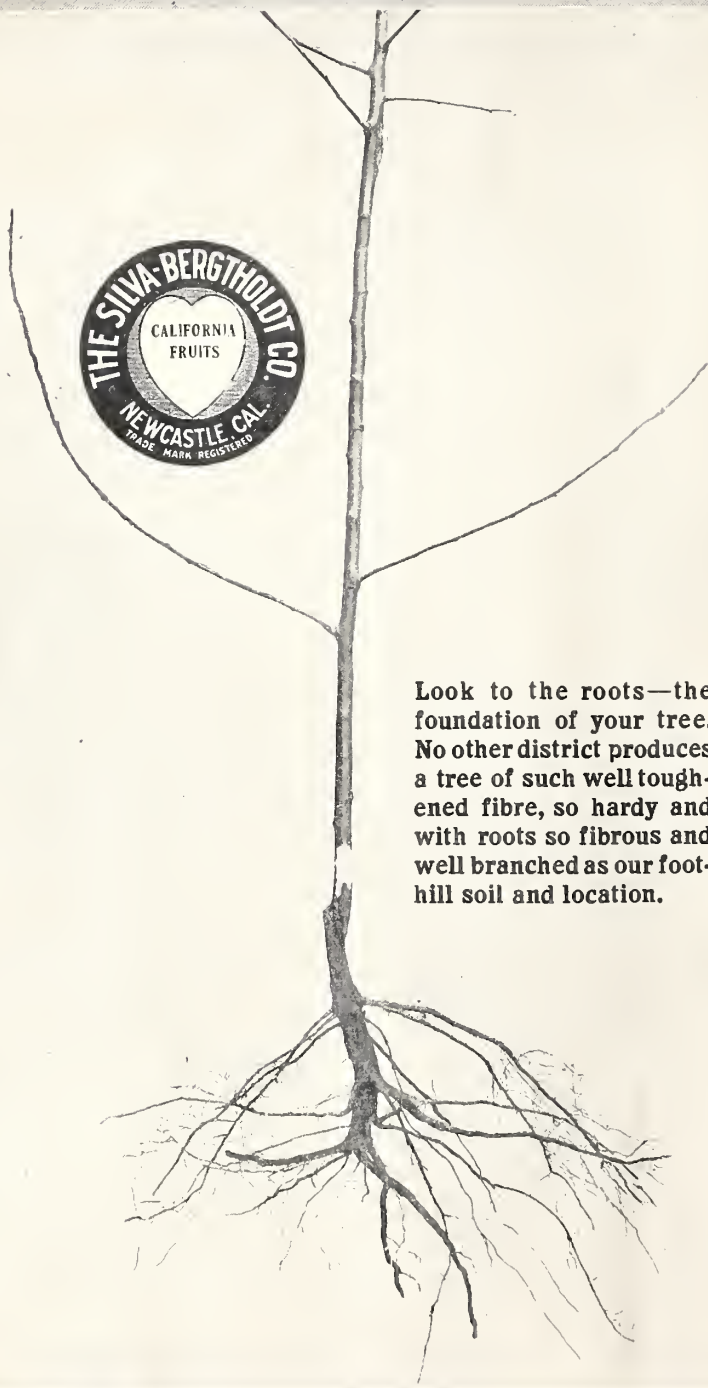 THE SILVA-BERGTHOLDT CO.
CALIFORNIA
FRUITS
NEWCASTLE, CAL.
TRADE MARK REGISTERED
Look to the roots—the
foundation of your tree.
No other district produces
a tree of such well tough-
ened fibre, so hardy and
with roots so fibrous and
well branched as our foot-
hill soil and location.